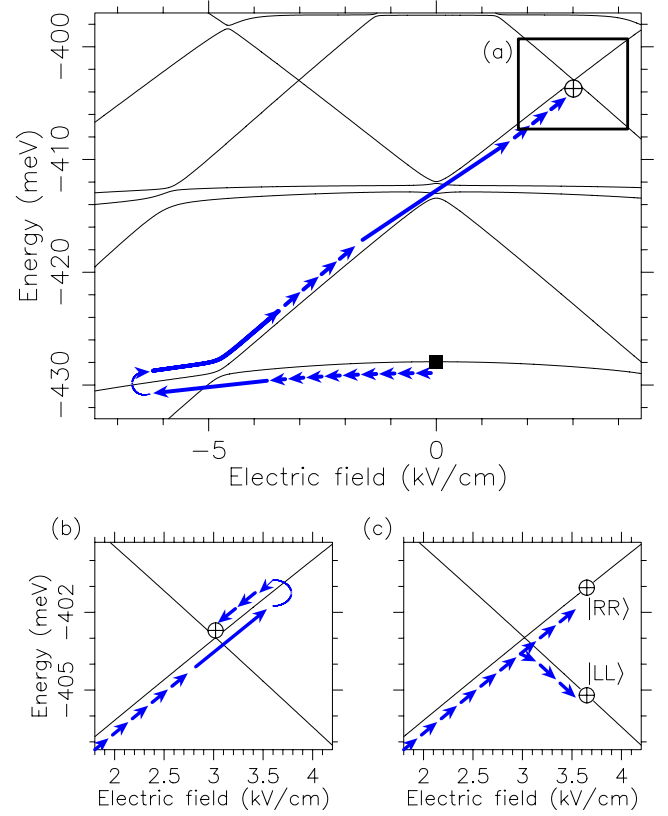 −400
(a)
−410
−420
−430
Energy (meV)
−5
0
Electric field (kV/cm)
(b)
(c)
−402
−405
Energy (meV)
|RR⟩
|LL⟩
2
2.5
3
3.5
4
2
2.5
3
3.5
4
Electric field (kV/cm)
Electric field (kV/cm)